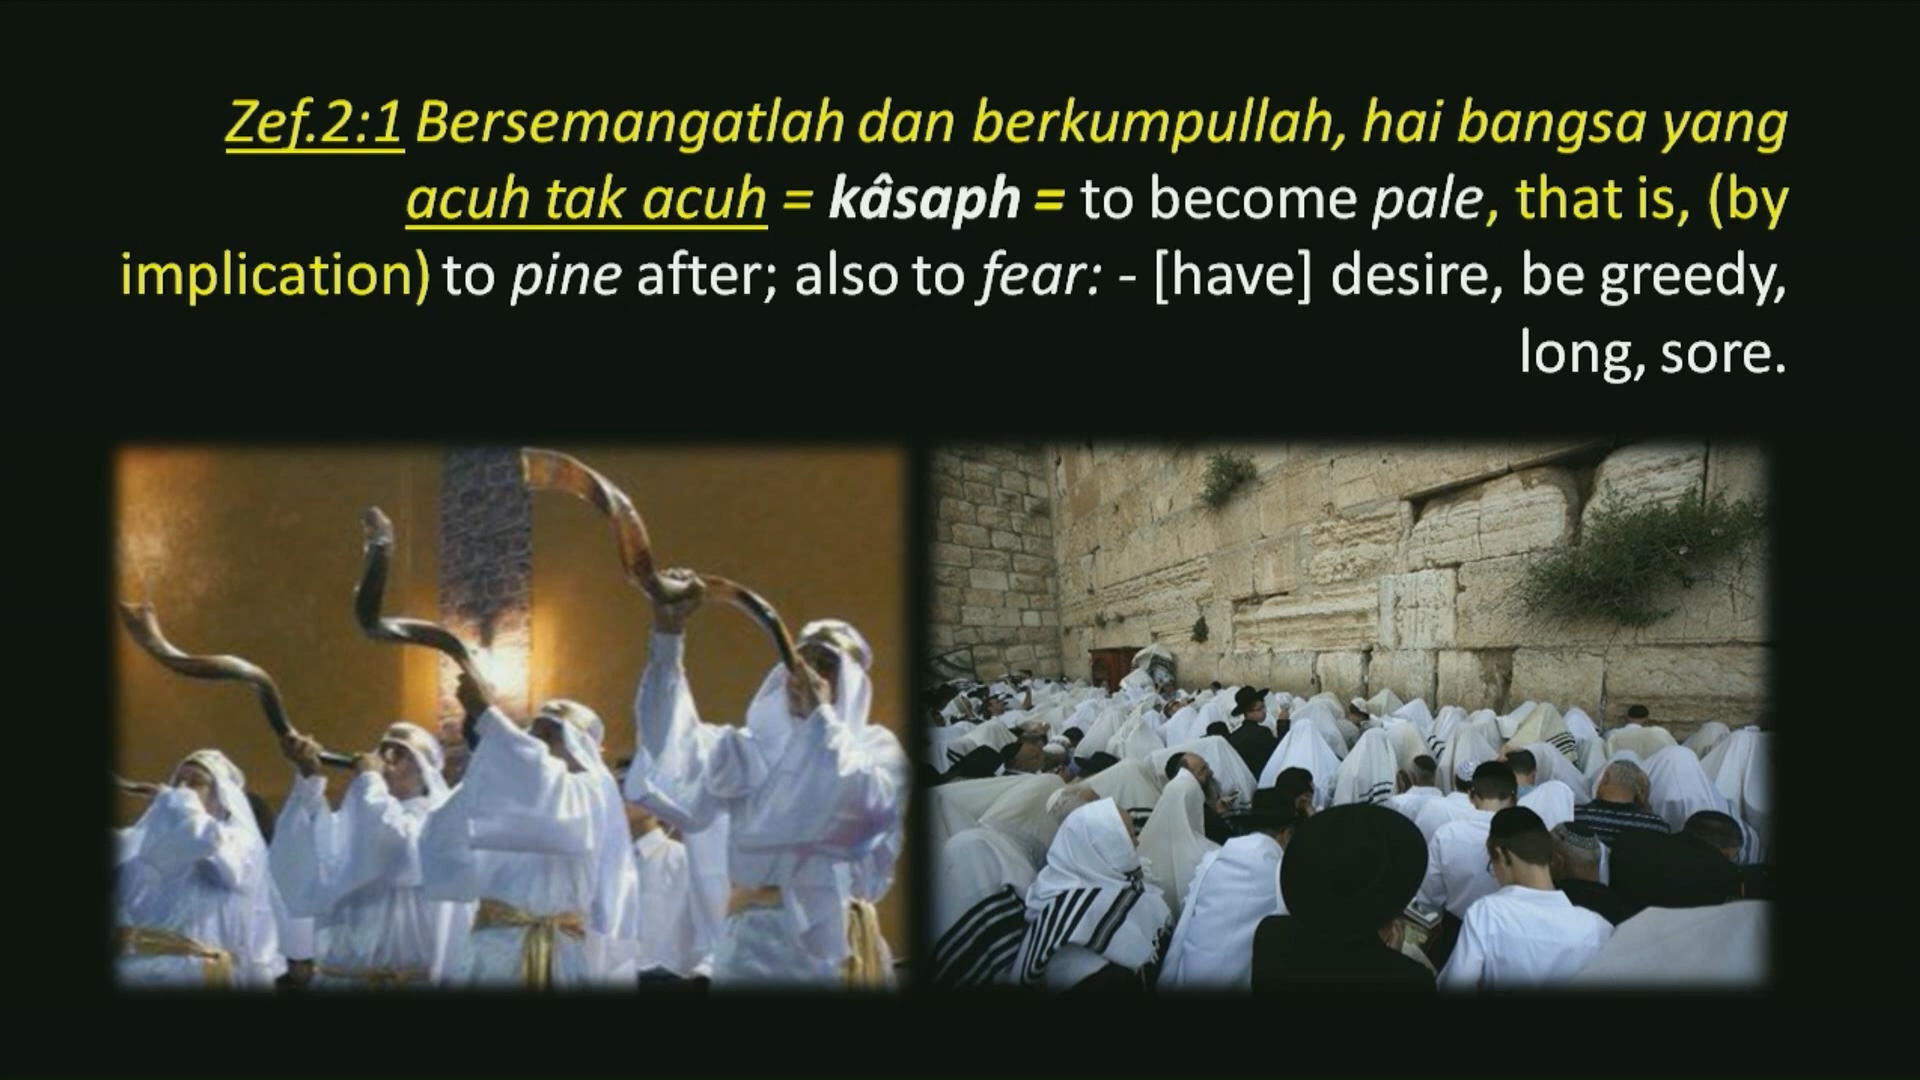 Zef.2:1 Bersemangatlah dan berkumpullah, hai bangsa yang
acuh tak acuh = kâsaph = to become pale, that is, (by
implication) to pine after; also to fear: - [have] desire, be greedy,
long, sore.